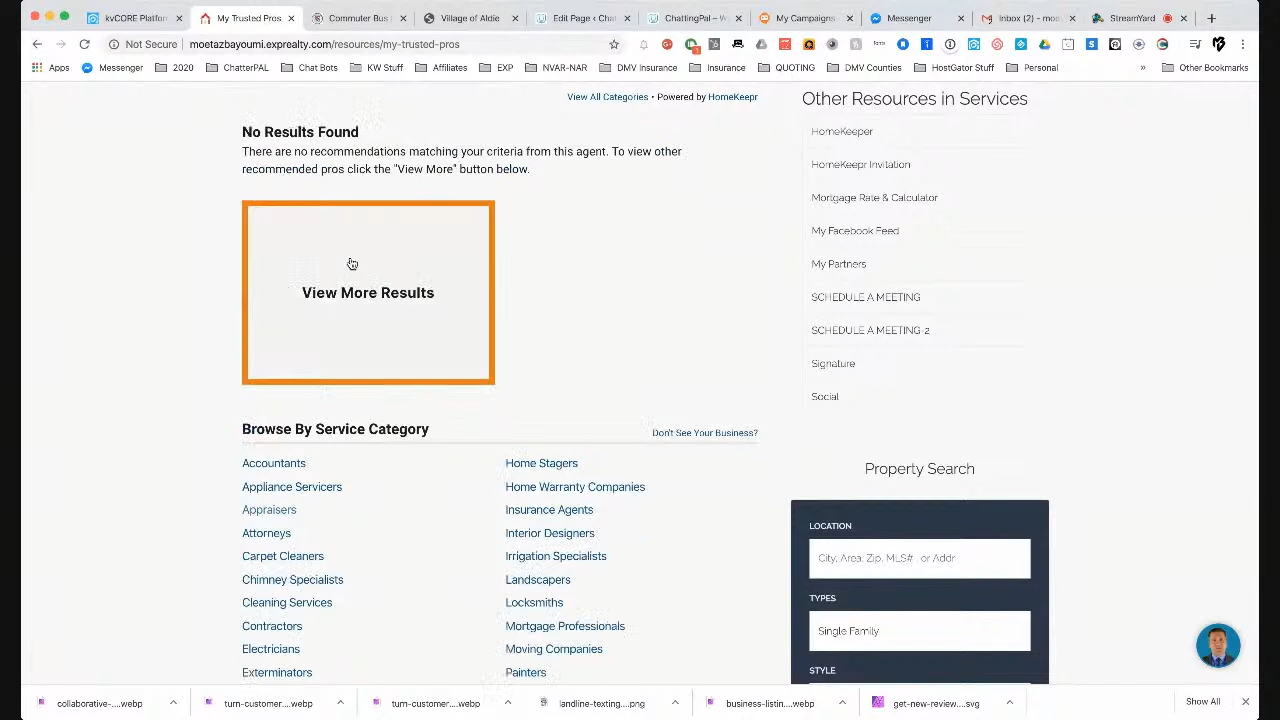 kvCORE Platform
My Trusted Pros
Commuter Bus
Village of Aldie
Edit Page ‹ Chat
ChattingPal – W
My Campaigns
Messenger
Inbox (2) - moe
StreamYard
Not Secure
moetazbayoumi.exprealty.com/resources/my-trusted-pros
Apps
Messenger
2020
ChatterPAL
Chat Bots
KW Stuff
Affiliates
EXP
NVAR-NAR
DMV Insurance
Insurance
QUOTING
DMV Counties
HostGator Stuff
Personal
»
Other Bookmarks
View All Categories • Powered by HomeKeepr
No Results Found
There are no recommendations matching your criteria from this agent. To view other
recommended pros click the "View More" button below.
View More Results
Browse By Service Category
Don't See Your Business?
Accountants
Appliance Servicers
Appraisers
Attorneys
Carpet Cleaners
Chimney Specialists
Cleaning Services
Contractors
Electricians
Exterminators
Home Stagers
Home Warranty Companies
Insurance Agents
Interior Designers
Irrigation Specialists
Landscapers
Locksmiths
Mortgage Professionals
Moving Companies
Painters
Other Resources in Services
HomeKeeper
HomeKeepr Invitation
Mortgage Rate & Calculator
My Facebook Feed
My Partners
SCHEDULE A MEETING
SCHEDULE A MEETING-2
Signature
Social
Property Search
LOCATION
City, Area, Zip, MLS# , or Addr
TYPES
Single Family
STYLE
collaborative-....webp
turn-customer....webp
turn-customer....webp
landline-texting....png
business-listin....webp
get-new-review....svg
Show All